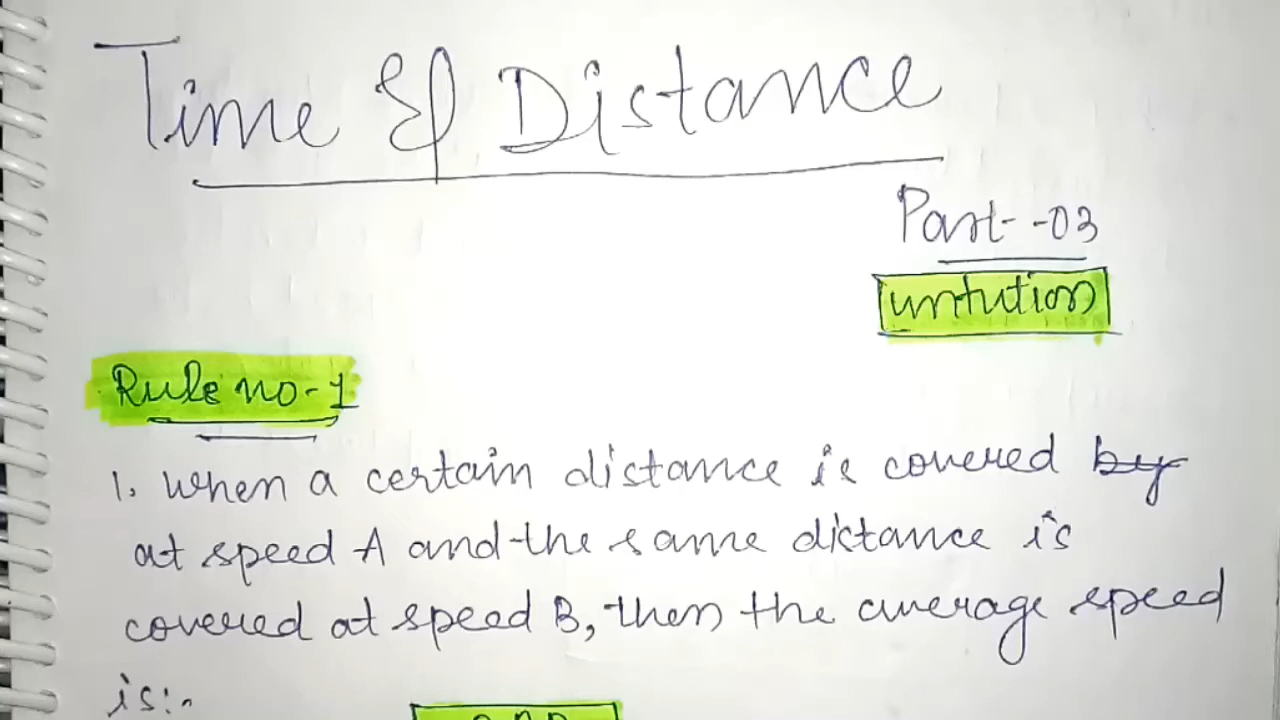 Time & Distance
Part-03
untution
Rule no-1
1. When a certain distance is covered by
at speed A and the same distance is
covered at speed B, then the average speed
is:-